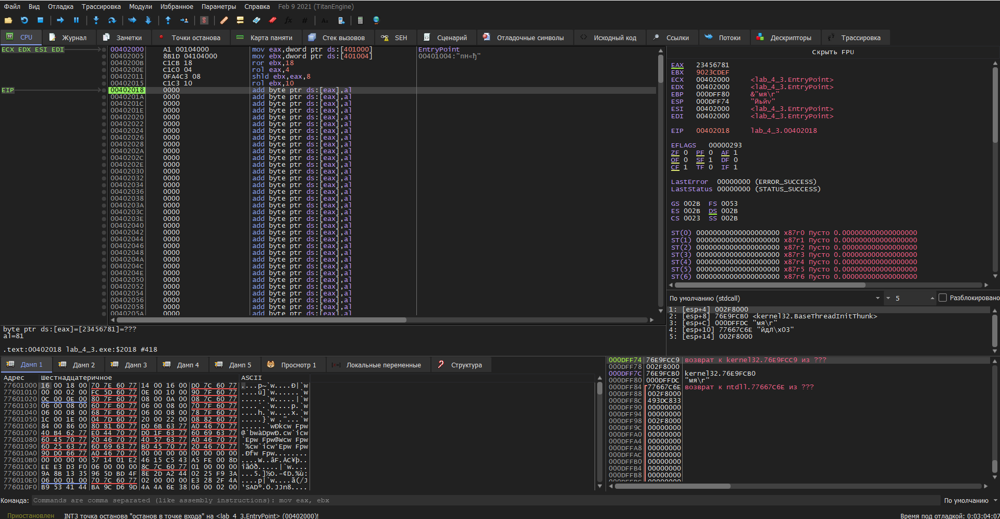 Файл Вид Отладка Трассировка Модули Избранное Параметры Справка Feb 9 2021 (TitanEngine)
CPU Журнал Заметки Точки останова Карта памяти Стек вызовов SEH Сценарий Отладочные символы Исходный код Ссылки Потоки Дескрипторы Трассировка
ECX EDX ESI EDI
EIP
00402000 A1 00104000 mov eax,dword ptr ds:[401000] EntryPoint
00402005 8B1D 04104000 mov ebx,dword ptr ds:[401004] 00401004:"пН«ђ"
0040200B C1CB 18 ror ebx,18
0040200E C1C0 04 rol eax,4
00402011 0FA4C3 08 shld ebx,eax,8
00402015 C1C3 10 rol ebx,10
00402018 0000 add byte ptr ds:[eax],al
0040201A 0000 add byte ptr ds:[eax],al
0040201C 0000 add byte ptr ds:[eax],al
0040201E 0000 add byte ptr ds:[eax],al
00402020 0000 add byte ptr ds:[eax],al
00402022 0000 add byte ptr ds:[eax],al
00402024 0000 add byte ptr ds:[eax],al
00402026 0000 add byte ptr ds:[eax],al
00402028 0000 add byte ptr ds:[eax],al
0040202A 0000 add byte ptr ds:[eax],al
0040202C 0000 add byte ptr ds:[eax],al
0040202E 0000 add byte ptr ds:[eax],al
00402030 0000 add byte ptr ds:[eax],al
00402032 0000 add byte ptr ds:[eax],al
00402034 0000 add byte ptr ds:[eax],al
00402036 0000 add byte ptr ds:[eax],al
00402038 0000 add byte ptr ds:[eax],al
0040203A 0000 add byte ptr ds:[eax],al
0040203C 0000 add byte ptr ds:[eax],al
0040203E 0000 add byte ptr ds:[eax],al
00402040 0000 add byte ptr ds:[eax],al
00402042 0000 add byte ptr ds:[eax],al
00402044 0000 add byte ptr ds:[eax],al
00402046 0000 add byte ptr ds:[eax],al
00402048 0000 add byte ptr ds:[eax],al
0040204A 0000 add byte ptr ds:[eax],al
0040204C 0000 add byte ptr ds:[eax],al
0040204E 0000 add byte ptr ds:[eax],al
00402050 0000 add byte ptr ds:[eax],al
00402052 0000 add byte ptr ds:[eax],al
00402054 0000 add byte ptr ds:[eax],al
00402056 0000 add byte ptr ds:[eax],al
00402058 0000 add byte ptr ds:[eax],al
0040205A 0000 add byte ptr ds:[eax],al
byte ptr ds:[eax]=[23456781]=???
al=81
.text:00402018 lab_4_3.exe:$2018 #418
Скрыть FPU
EAX 23456781
EBX 9023CDEF
ECX 00402000 <lab_4_3.EntryPoint>
EDX 00402000 <lab_4_3.EntryPoint>
EBP 000DFF80 &"мя\r"
ESP 000DFF74 "Йьйv"
ESI 00402000 <lab_4_3.EntryPoint>
EDI 00402000 <lab_4_3.EntryPoint>
EIP 00402018 lab_4_3.00402018
EFLAGS 00000293
ZF 0 PF 0 AF 1
OF 0 SF 1 DF 0
CF 1 TF 0 IF 1
LastError 00000000 (ERROR_SUCCESS)
LastStatus 00000000 (STATUS_SUCCESS)
GS 002B FS 0053
ES 002B DS 002B
CS 0023 SS 002B
ST(0) 00000000000000000000 x87r0 Пусто 0.000000000000000000
ST(1) 00000000000000000000 x87r1 Пусто 0.000000000000000000
ST(2) 00000000000000000000 x87r2 Пусто 0.000000000000000000
ST(3) 00000000000000000000 x87r3 Пусто 0.000000000000000000
ST(4) 00000000000000000000 x87r4 Пусто 0.000000000000000000
ST(5) 00000000000000000000 x87r5 Пусто 0.000000000000000000
ST(6) 00000000000000000000 x87r6 Пусто 0.000000000000000000
По умолчанию (stdcall) 5 Разблокировано
1: [esp+4] 002F8000
2: [esp+8] 76E9FCB0 <kernel32.BaseThreadInitThunk>
3: [esp+C] 000DFFDC "мя\r"
4: [esp+10] 77667C6E "йдЛ\x03"
5: [esp+14] 002F8000
Дамп 1 Дамп 2 Дамп 3 Дамп 4 Дамп 5 Просмотр 1 Локальные переменные Структура
Адрес Шестнадцатеричное ASCII
77601000 16 00 18 00 70 7E 60 77 14 00 16 00 D0 7C 60 77 ....p~`w....Ð|`w
77601010 00 00 02 00 FC 5D 60 77 0E 00 10 00 90 7F 60 77 ....ü]`w......`w
77601020 0C 00 0E 00 80 7F 60 77 08 00 0A 00 08 7C 60 77 ......`w.....|`w
77601030 06 00 08 00 60 7F 60 77 06 00 08 00 70 7F 60 77 ....`.`w....p.`w
77601040 06 00 08 00 68 7F 60 77 06 00 08 00 78 7F 60 77 ....h.`w....x.`w
77601050 1C 00 1E 00 04 7D 60 77 20 00 22 00 08 82 60 77 .....}`w ."...`w
77601060 84 00 86 00 80 81 60 77 D0 6B 63 77 A0 46 70 77 ......`wÐkcw Fpw
77601070 40 B4 62 77 E0 44 70 77 D0 1F 63 77 60 69 63 77 @´bwàDpwÐ.cw`icw
77601080 60 45 70 77 20 46 70 77 40 57 63 77 A0 46 70 77 `Epw Fpw@Wcw Fpw
77601090 60 25 63 77 60 69 63 77 B0 45 70 77 20 46 70 77 `%cw`icw°Epw Fpw
776010A0 90 D0 66 77 A0 46 70 77 00 00 00 00 00 00 00 00 .Ðfw Fpw........
776010B0 00 00 00 00 57 14 01 E2 46 15 C5 43 A5 FE 00 8D ....W..âF.ÅC¥þ..
776010C0 EE E3 D3 F0 06 00 00 00 8C 7C 60 77 01 00 00 00 îãÓð.....|`w....
776010D0 9A 8B 13 35 96 5D BD 4F 8E 2D A2 44 02 25 F9 3A ...5.]½O.-¢D.%ù:
776010E0 06 00 01 00 70 7C 60 77 02 00 00 00 E3 28 2F 4A ....p|`w....ã(/J
776010F0 B9 53 41 44 BA 9C D6 9D 4A 4A 6E 38 06 00 02 00 ¹SADº.Ö.JJn8....
000DFF74 76E9FCC9 возврат к kernel32.76E9FCC9 из ???
000DFF78 002F8000
000DFF7C 76E9FCB0 kernel32.76E9FCB0
000DFF80 000DFFDC "мя\r"
000DFF84 77667C6E возврат к ntdll.77667C6E из ???
000DFF88 002F8000
000DFF8C 493DC833
000DFF90 00000000
000DFF94 00000000
000DFF98 002F8000
000DFF9C 00000000
000DFFA0 00000000
000DFFA4 00000000
000DFFA8 00000000
000DFFAC 00000000
000DFFB0 00000000
000DFFB4 00000000
000DFFB8 00000000
Команда: Commands are comma separated (like assembly instructions): mov eax, ebx По умолчанию
Приостановлен INT3 точка останова "останов в точке входа" на <lab_4_3.EntryPoint> (00402000)! Время под отладкой: 0:03:04:07